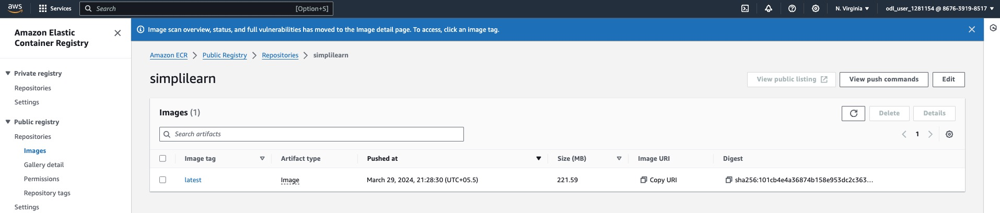 aws
Services
Search
[Option+S]
N. Virginia
odl_user_1281154 @ 8676-3919-8517
Amazon Elastic
Container Registry
Private registry
Repositories
Settings
Public registry
Repositories
Images
Gallery detail
Permissions
Repository tags
Settings
Image scan overview, status, and full vulnerabilities has moved to the Image detail page. To access, click an image tag.
Amazon ECR > Public Registry > Repositories > simplilearn
simplilearn
View public listing
View push commands
Edit
Images (1)
Delete
Details
Search artifacts
1
Image tag Artifact type Pushed at Size (MB) Image URI Digest
latest Image March 29, 2024, 21:28:30 (UTC+05.5) 221.59 Copy URI sha256:101cb4e4a36874b158e953dc2c363...